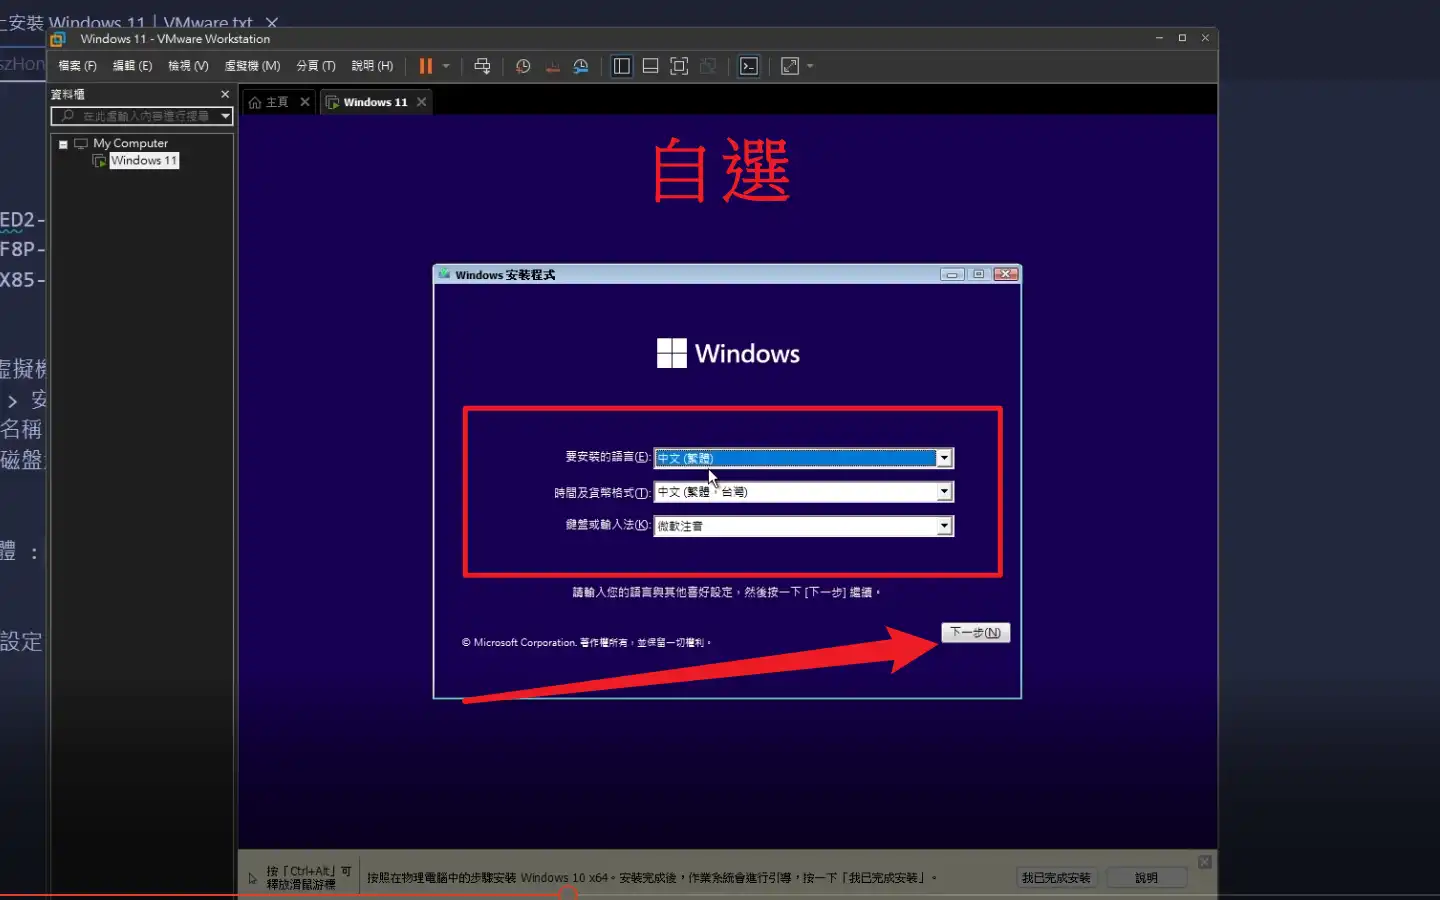 上安裝 Windows 11 | VMware.txt
Windows 11 - VMware Workstation
檔案 (F) 編輯 (E) 檢視 (V) 虛擬機 (M) 分頁 (T) 說明 (H)
資料櫃
主頁
Windows 11
在此處輸入內容進行搜尋
My Computer
Windows 11
自選
ED2-
F8P-
X85-
Windows 安裝程式
Windows
虛擬機
> 安
名稱
磁盤
要安裝的語言(E): 中文 (繁體)
時間及貨幣格式(T): 中文 (繁體，台灣)
鍵盤或輸入法(K): 微軟注音
體 :
請輸入您的語言與其他喜好設定，然後按一下 [下一步] 繼續。
下一步(N)
© Microsoft Corporation. 著作權所有，並保留一切權利。
設定
按「Ctrl+Alt」可
釋放滑鼠游標
按照在物理電腦中的步驟安裝 Windows 10 x64。安裝完成後，作業系統會進行引導，按一下「我已完成安裝」。
我已完成安裝
說明